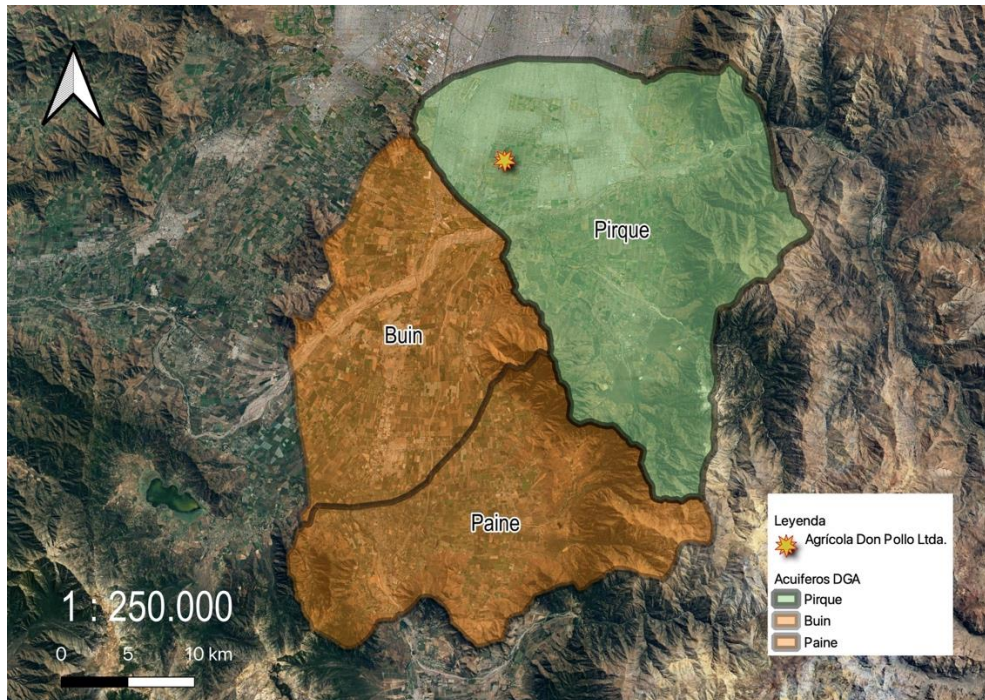 Pirque
Buin
Paine
1 : 250.000
0 5 10 km
Leyenda
Agrícola Don Pollo Ltda.
Acuiferos DGA
Pirque
Buin
Paine